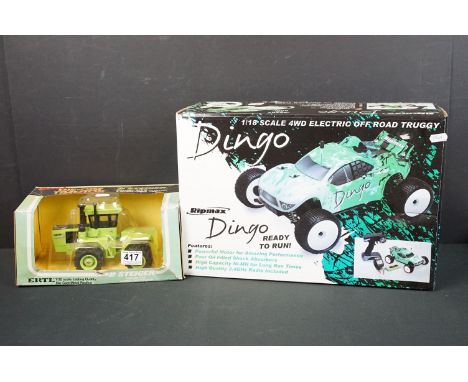 1/18 SCALE 4WD ELECTRIC OFF ROAD TRUGGY
Dingo
Ripmax
Dingo
READY
TO RUN!
Features:
Powerful Motor for Amazing Performance
Four Oil Filled Shock Absorbers
High Capacity Ni-MH for Long Run Times
High Quality 2.4GHz Radio Included
Dingo
417
STEIGER
ERTL